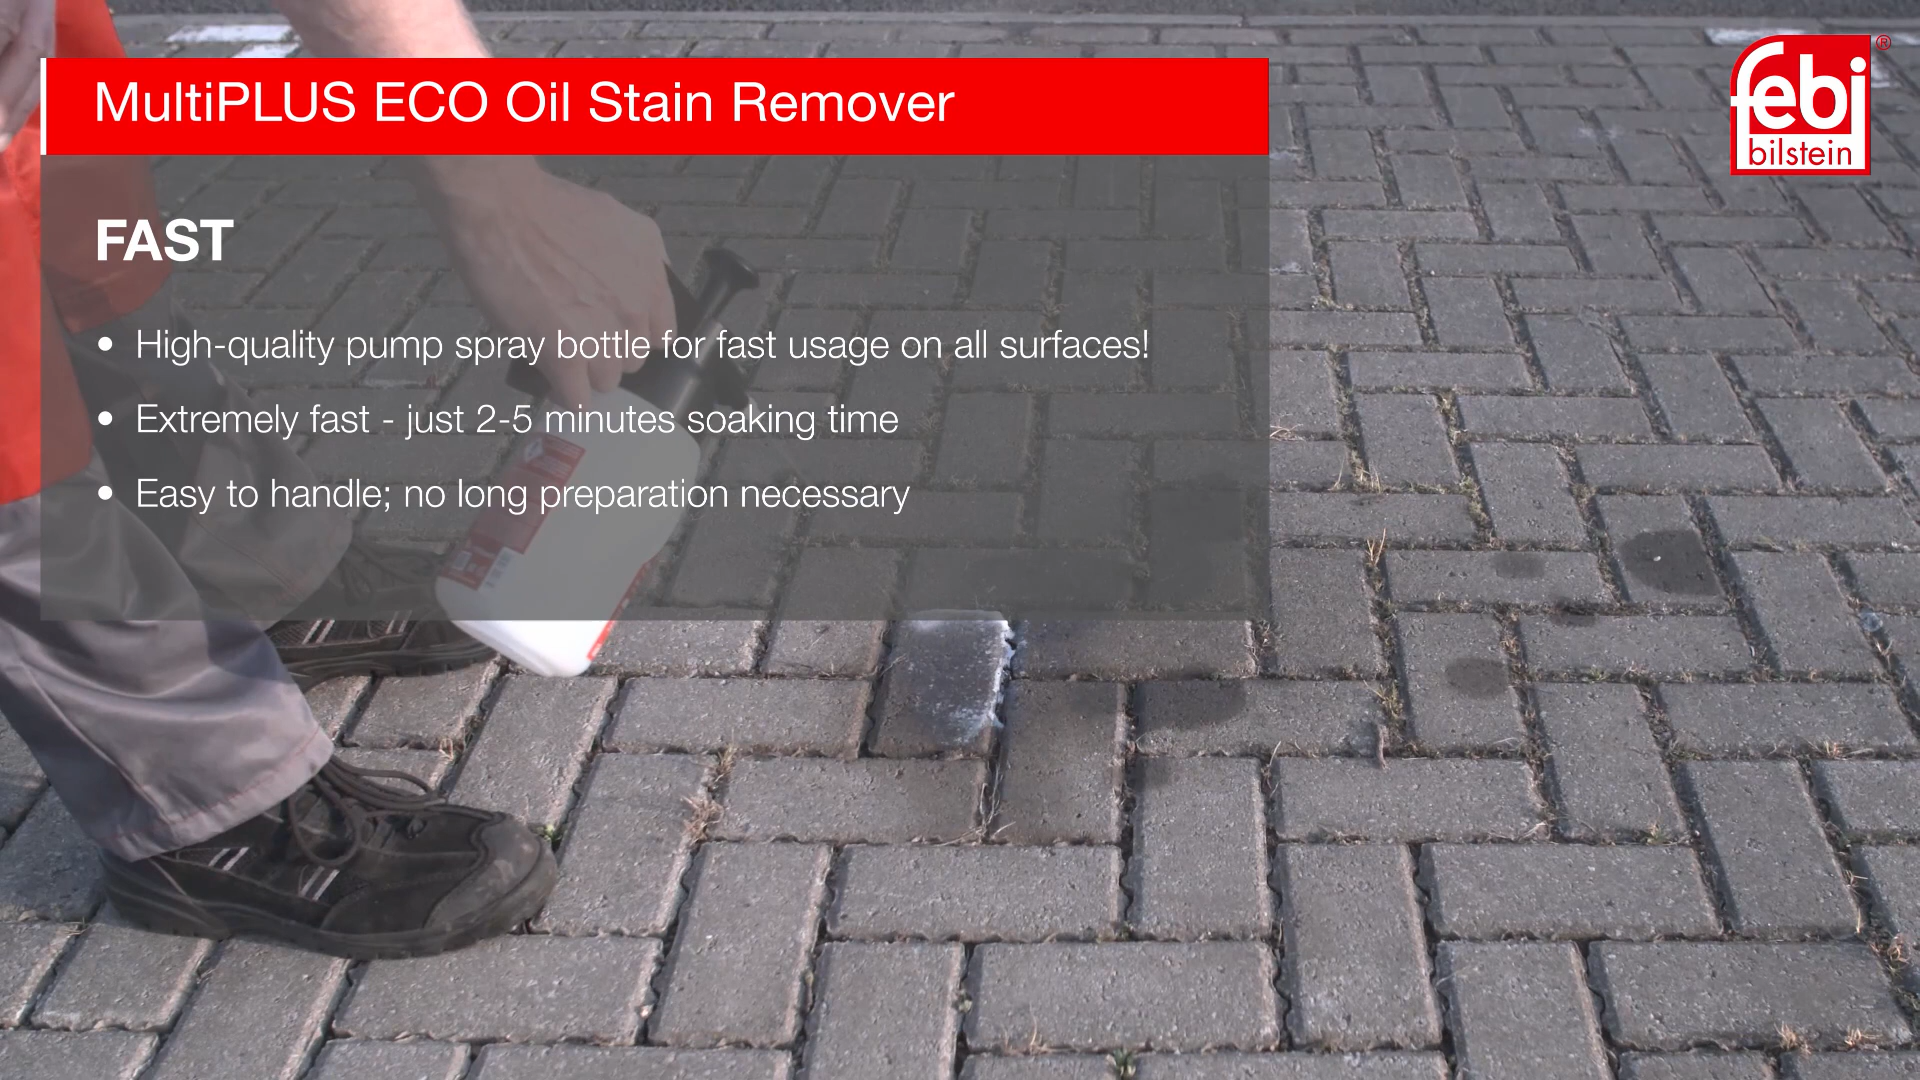 MultiPLUS ECO Oil Stain Remover
febi®
bilstein
FAST
• High-quality pump spray bottle for fast usage on all surfaces!
• Extremely fast - just 2-5 minutes soaking time
• Easy to handle; no long preparation necessary